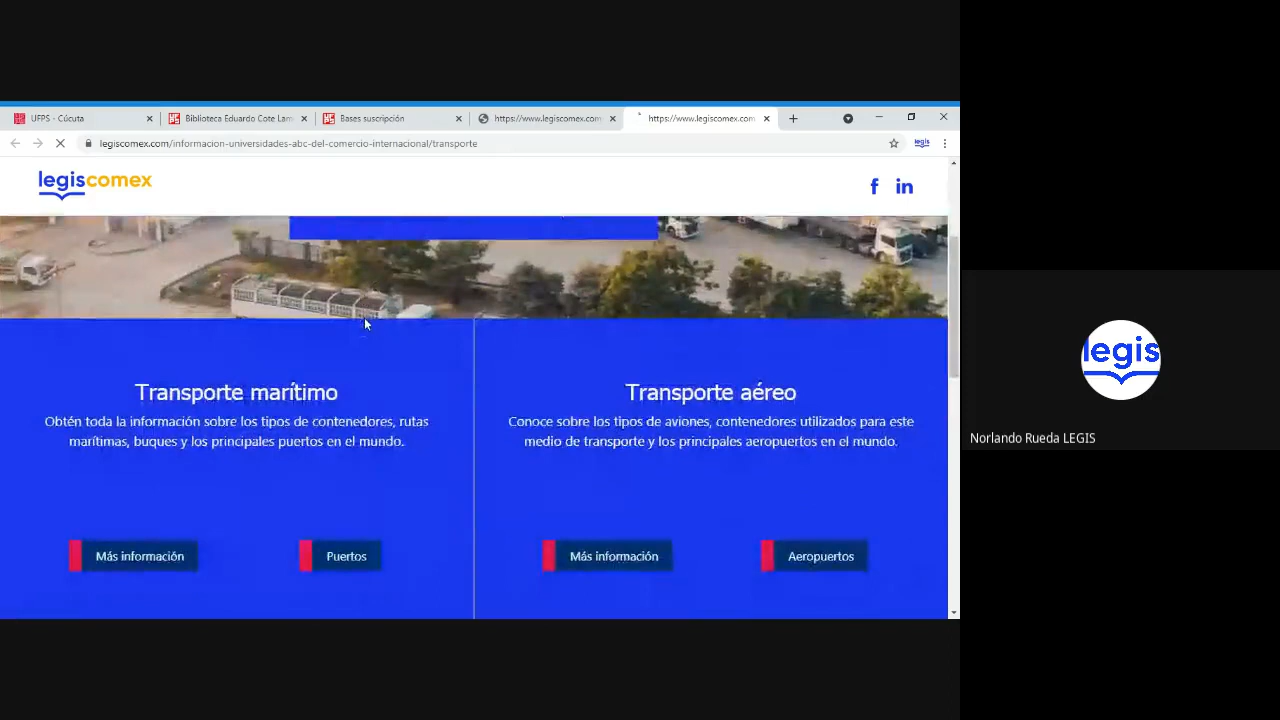 UFPS - Cúcuta
Biblioteca Eduardo Cote Lam
Bases suscripción
https://www.legiscomex.com
https://www.legiscomex.com
legiscomex.com/informacion-universidades-abc-del-comercio-internacional/transporte
legis
legiscomex
f in
Transporte marítimo
Obtén toda la información sobre los tipos de contenedores, rutas
marítimas, buques y los principales puertos en el mundo.
Más información
Puertos
Transporte aéreo
Conoce sobre los tipos de aviones, contenedores utilizados para este
medio de transporte y los principales aeropuertos en el mundo.
Más información
Aeropuertos
legis
Norlando Rueda LEGIS